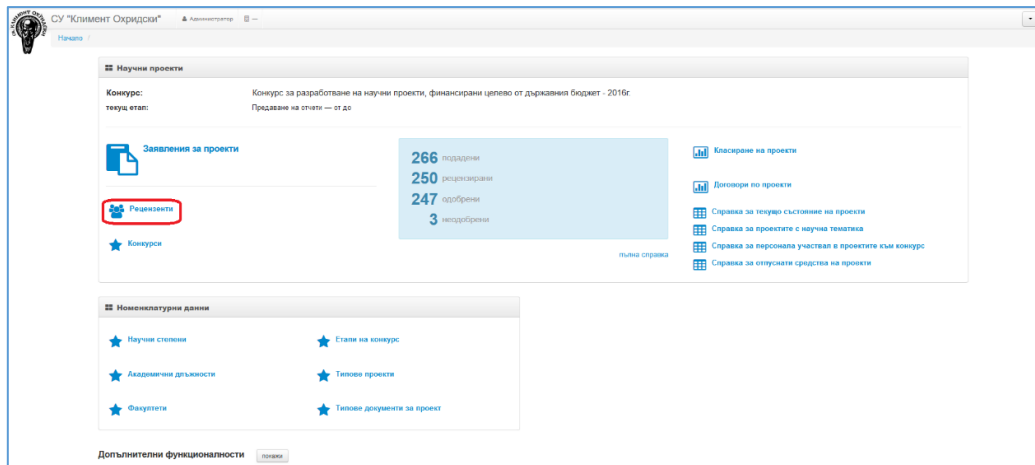 СУ "Климент Охридски" Администратор —
Начало /
Научни проекти
Конкурс: Конкурс за разработване на научни проекти, финансирани целево от държавния бюджет - 2016г.
текущ етап: Предаване на отчети — от до
Заявления за проекти
266 подадени
250 рецензирани
247 одобрени
3 неодобрени
пълна справка
Рецензенти
Конкурси
Класиране на проекти
Договори по проекти
Справка за текущо състояние на проекти
Справка за проектите с научна тематика
Справка за персонала участвал в проектите към конкурс
Справка за отпуснати средства на проекти
Номенклатурни данни
Научни степени
Етапи на конкурс
Академични длъжности
Типове проекти
Факултети
Типове документи за проект
Допълнителни функционалности покажи